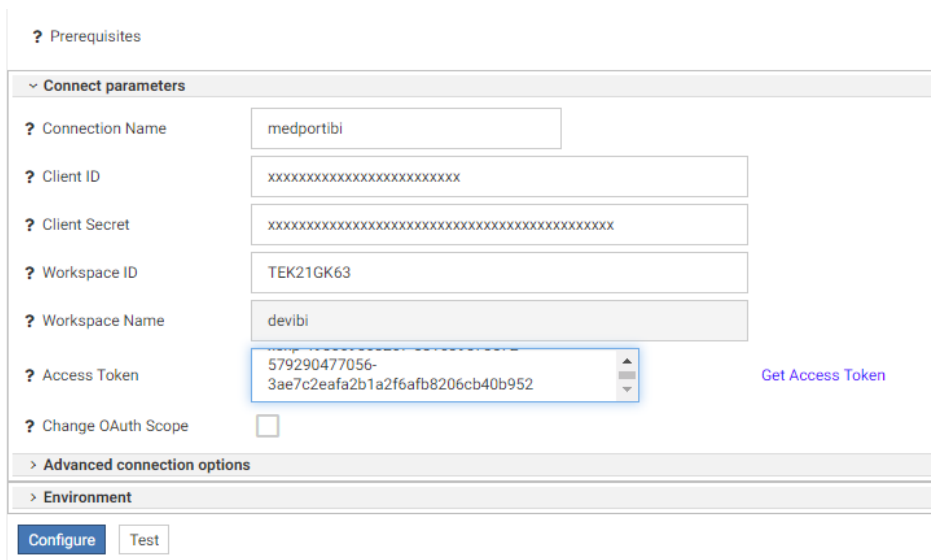 ? Prerequisites
Connect parameters
? Connection Name medportibi
? Client ID xxxxxxxxxxxxxxxxxxxxxxxxx
? Client Secret xxxxxxxxxxxxxxxxxxxxxxxxxxxxxxxxxxxxxxxxxxxxx
? Workspace ID TEK21GK63
? Workspace Name devibi
579290477056-
? Access Token 3ae7c2eafa2b1a2f6afb8206cb40b952 Get Access Token
? Change OAuth Scope
> Advanced connection options
> Environment
Configure Test